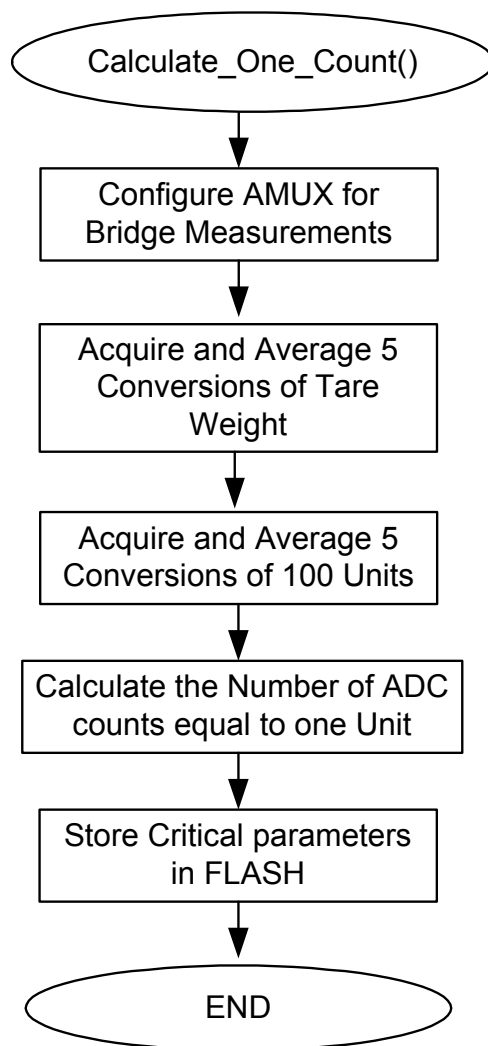 Calculate_One_Count()
Configure AMUX for
Bridge Measurements
Acquire and Average 5
Conversions of Tare
Weight
Acquire and Average 5
Conversions of 100 Units
Calculate the Number of ADC
counts equal to one Unit
Store Critical parameters
in FLASH
END